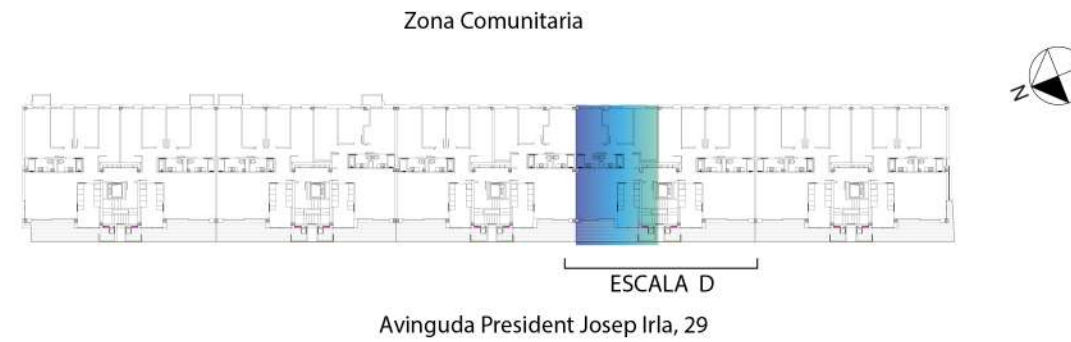 Zona Comunitaria
N
ESCALA D
Avinguda President Josep Irla, 29